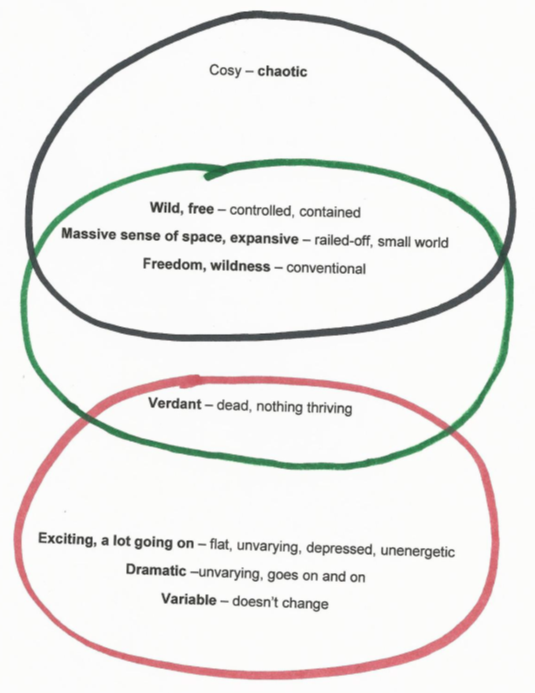 Cosy – chaotic
Wild, free – controlled, contained
Massive sense of space, expansive – railed-off, small world
Freedom, wildness – conventional
Verdant – dead, nothing thriving
Exciting, a lot going on – flat, unvarying, depressed, unenergetic
Dramatic –unvarying, goes on and on
Variable – doesn't change